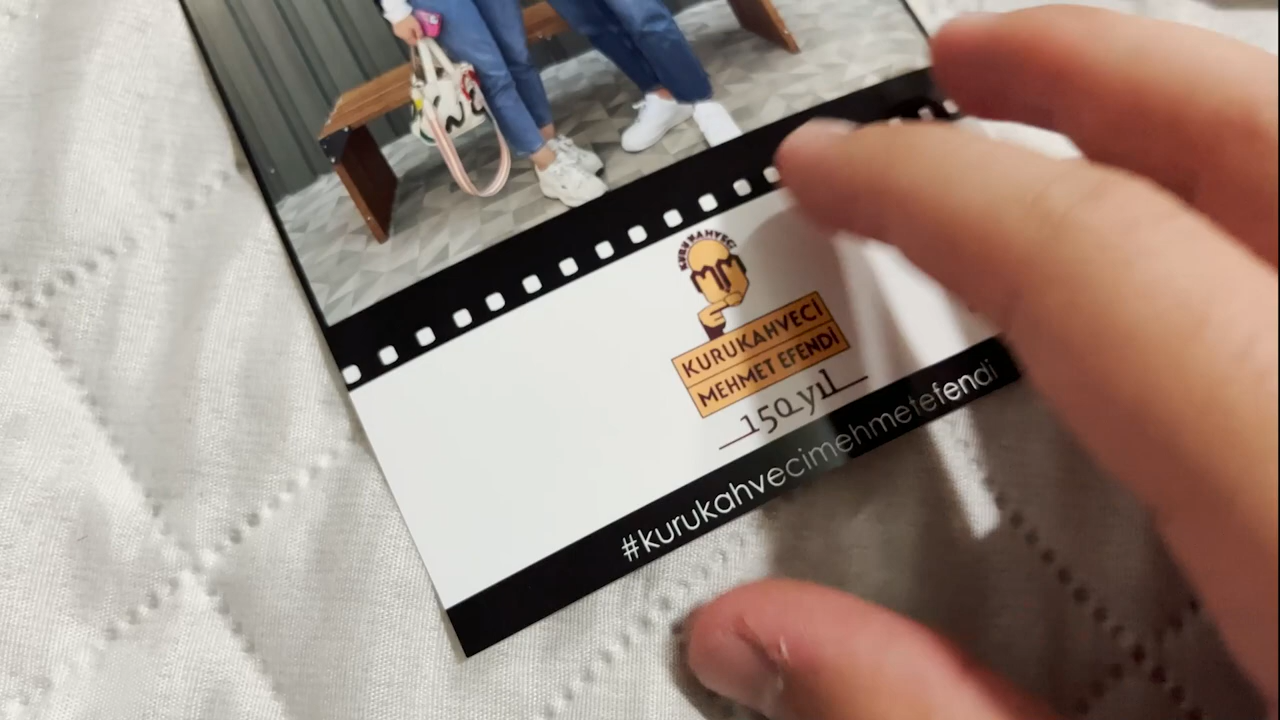 KURUKAHVECI
KURUKAHVECI
MEHMET EFENDİ
150 yıl
#kurukahvecimehmetefendi